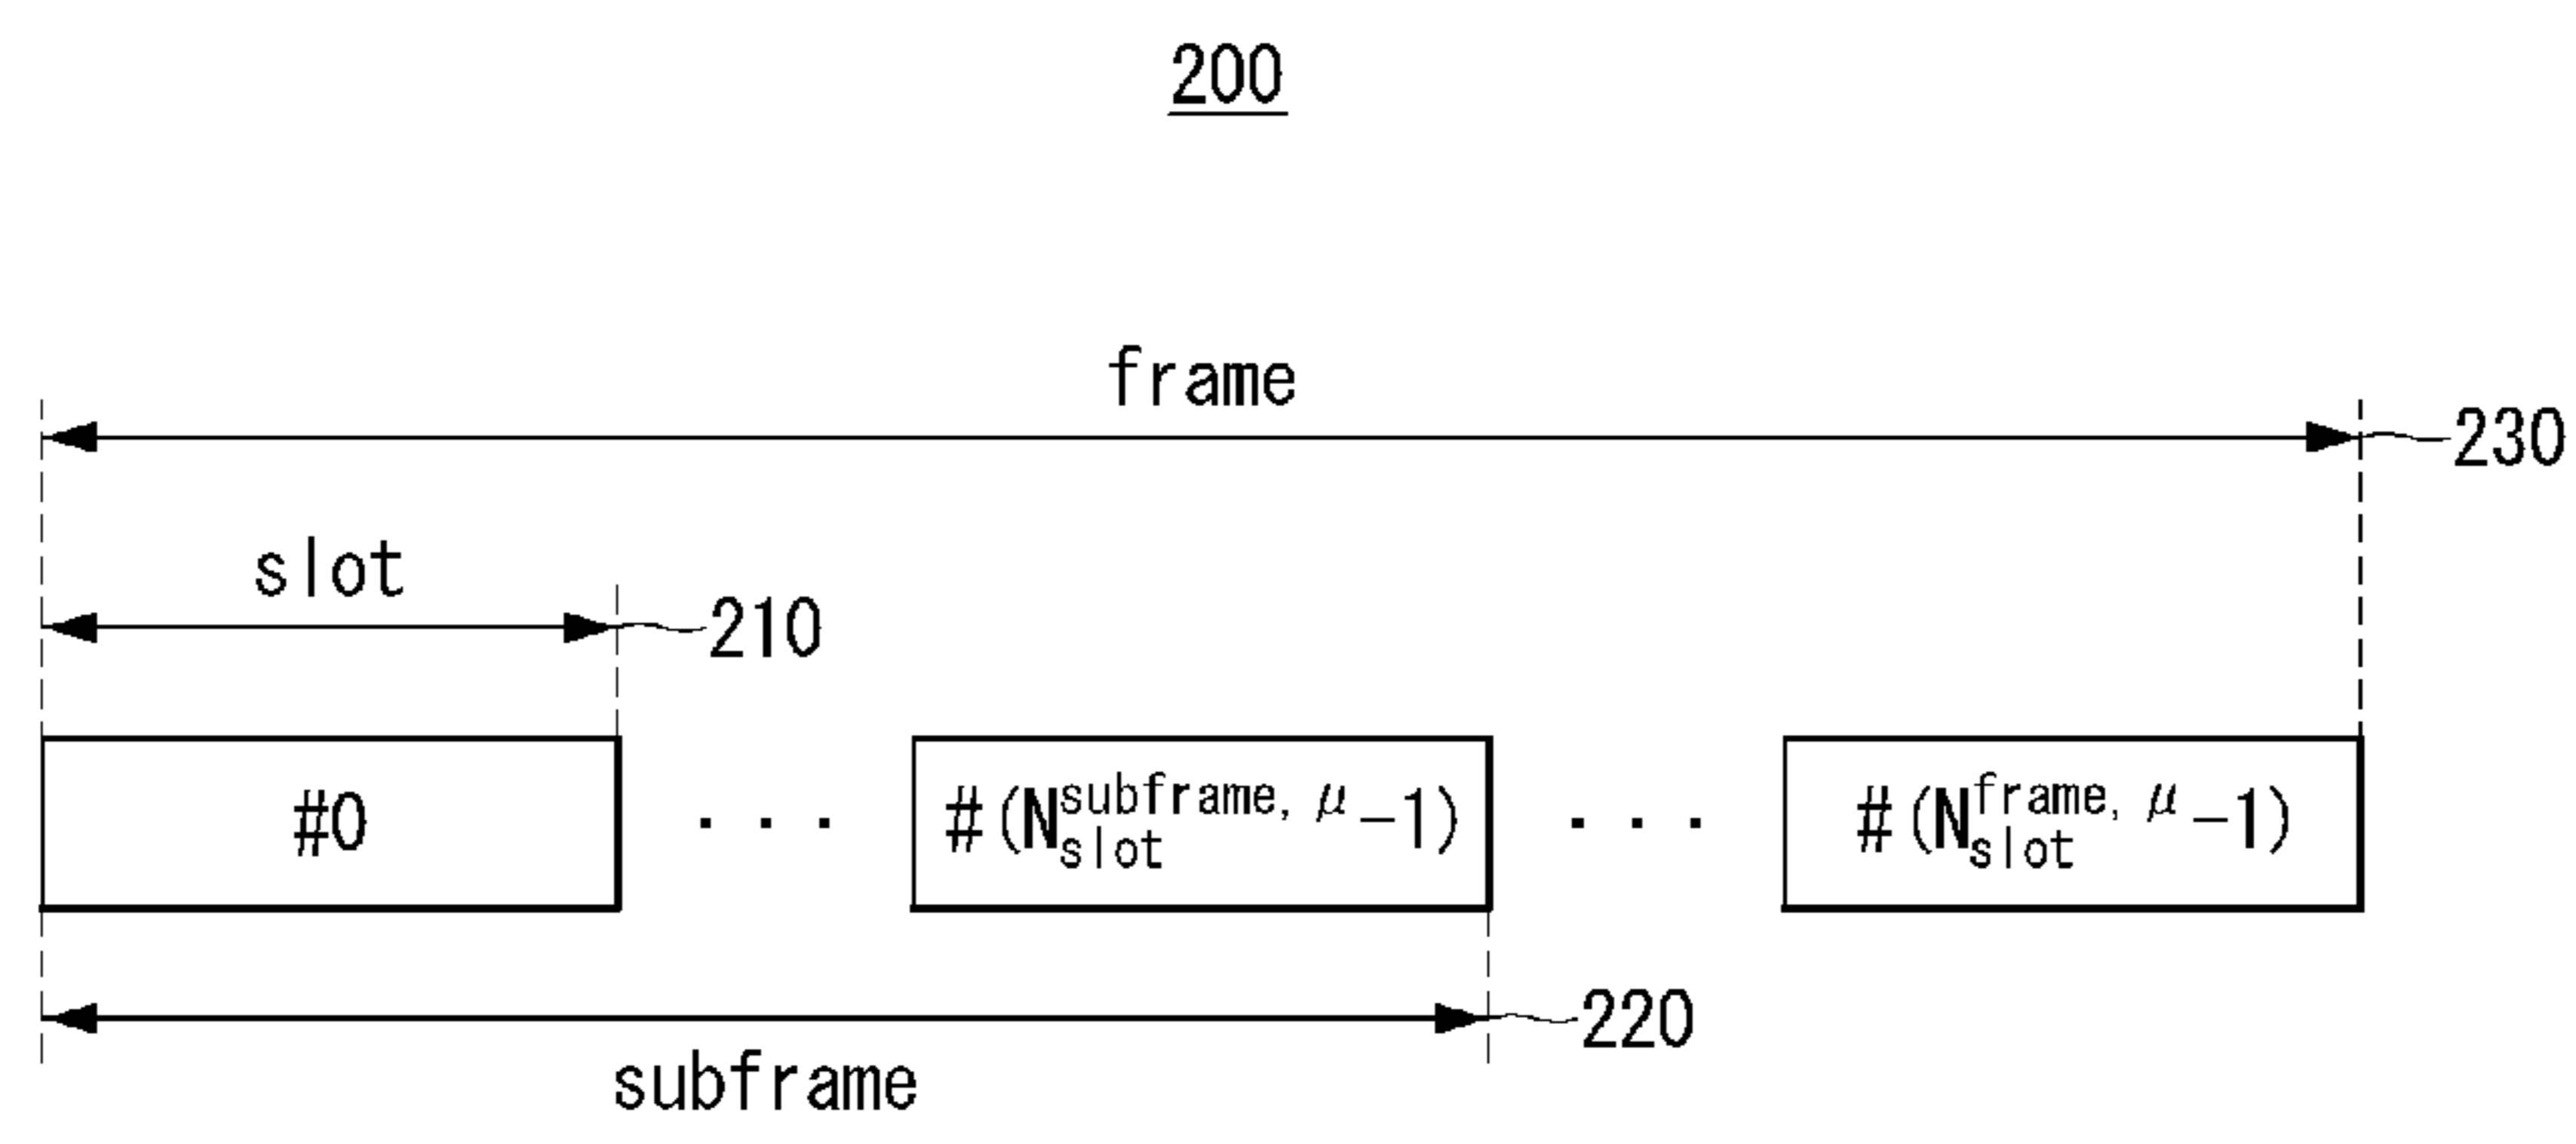 200
frame
230
slot
210
#0 · · · #(N^{subframe, μ}_{slot}-1) · · · #(N^{frame, μ}_{slot}-1)
220
subframe